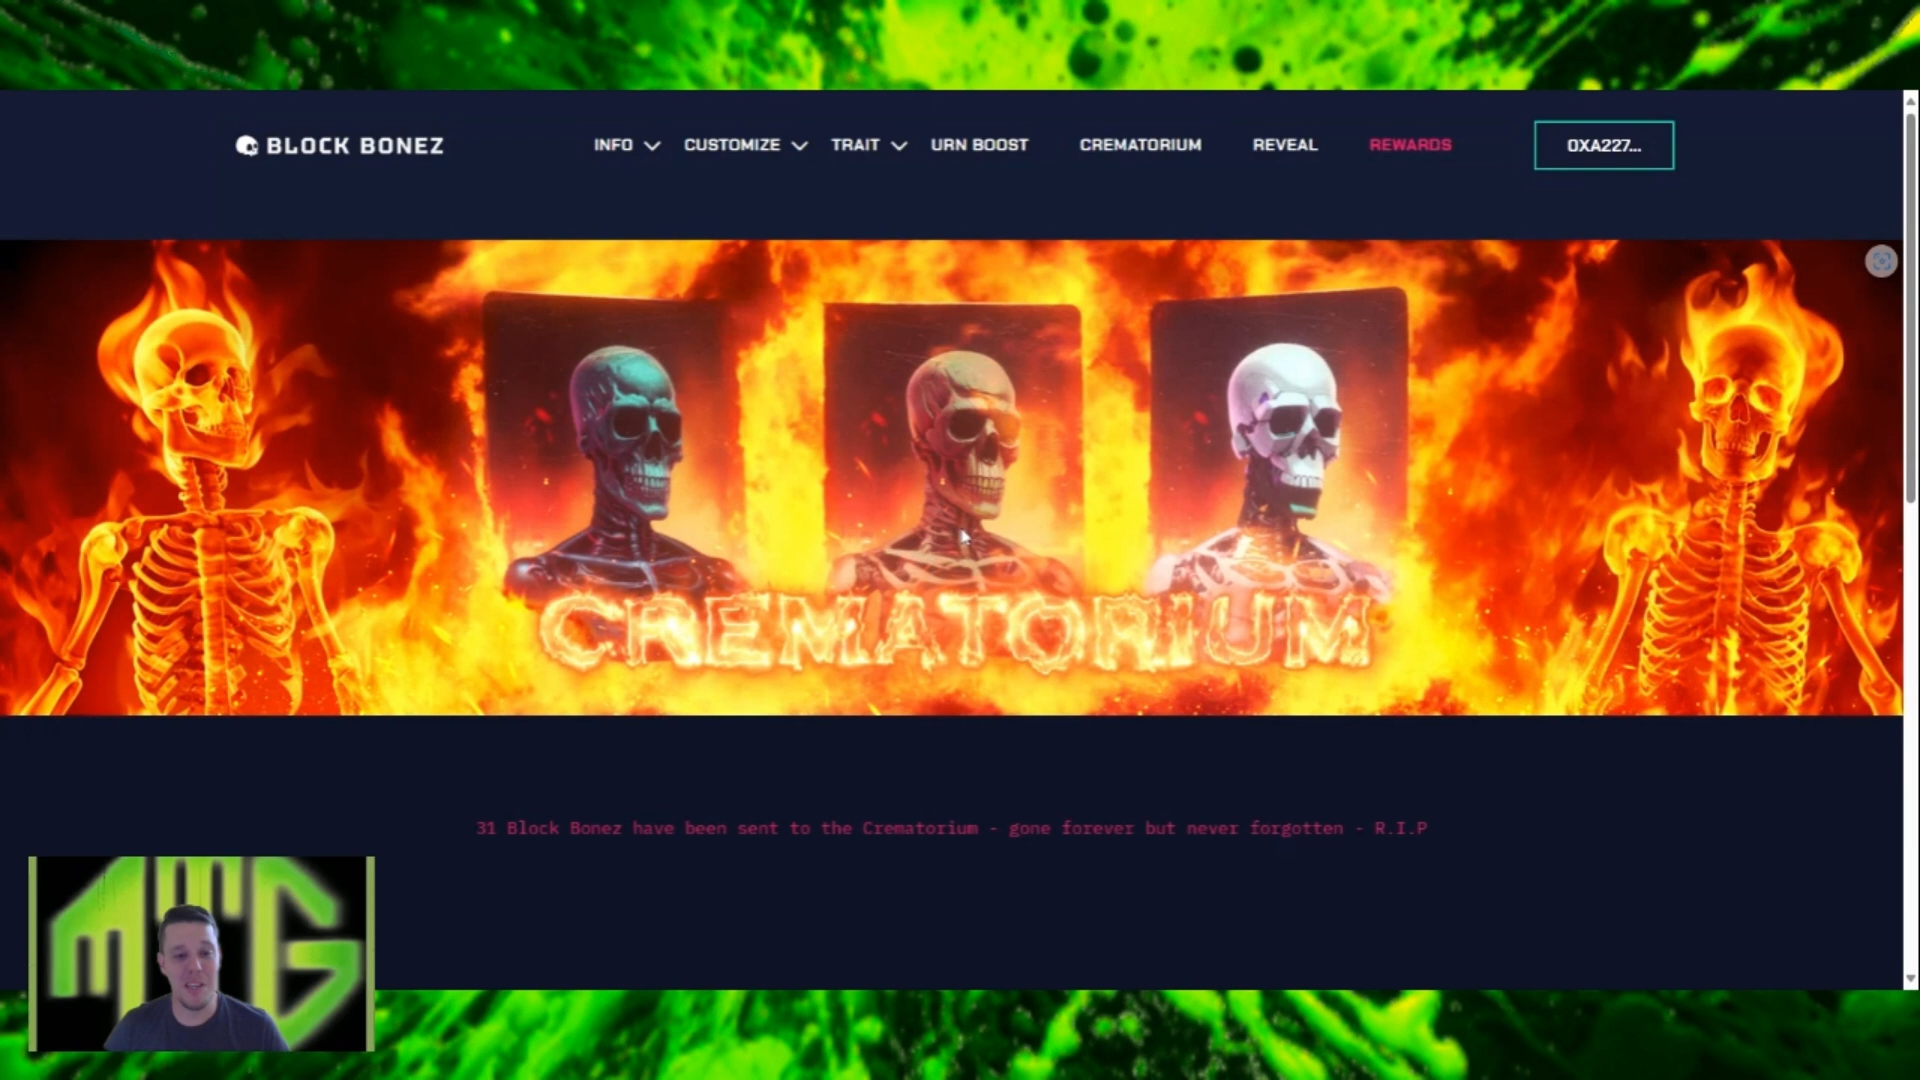 BLOCK BONEZ
INFO CUSTOMIZE TRAIT URN BOOST CREMATORIUM REVEAL REWARDS
0XA227...
CREMATORIUM
31 Block Bonez have been sent to the Crematorium - gone forever but never forgotten - R.I.P
MTG